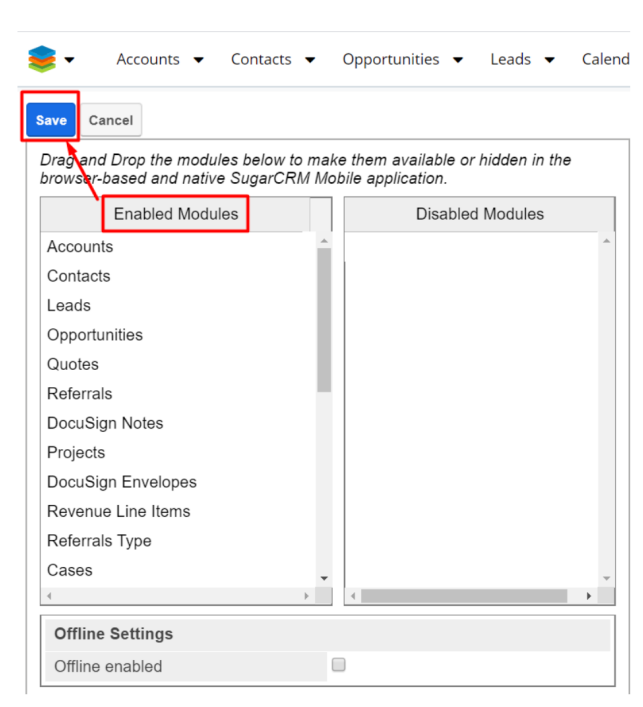 Accounts Contacts Opportunities Leads Calend
Save Cancel
Drag and Drop the modules below to make them available or hidden in the
browser-based and native SugarCRM Mobile application.
Enabled Modules
Disabled Modules
Accounts
Contacts
Leads
Opportunities
Quotes
Referrals
DocuSign Notes
Projects
DocuSign Envelopes
Revenue Line Items
Referrals Type
Cases
Offline Settings
Offline enabled